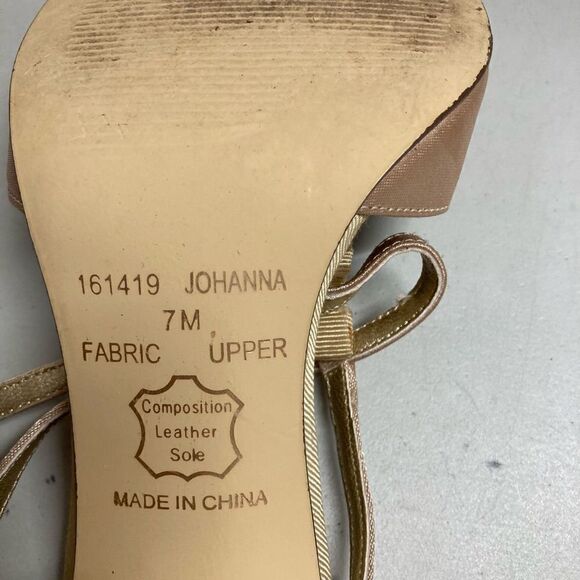 161419 JOHANNA
7M
FABRIC UPPER
Composition
Leather
Sole
MADE IN CHINA